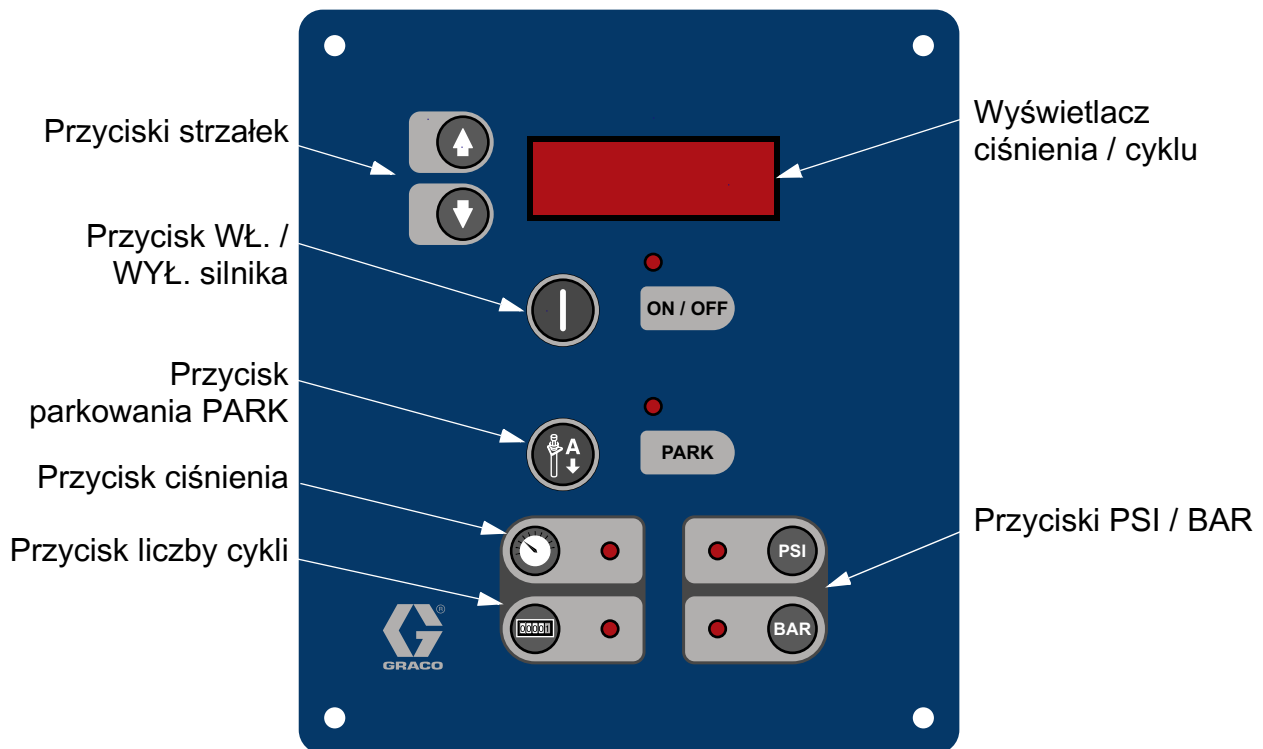 Przyciski strzałek
Wyświetlacz
ciśnienia / cyklu
Przycisk WŁ. /
WYŁ. silnika
ON / OFF
Przycisk
parkowania PARK
A
PARK
Przycisk ciśnienia
PSI
Przyciski PSI / BAR
Przycisk liczby cykli
00001
BAR
®
GRACO